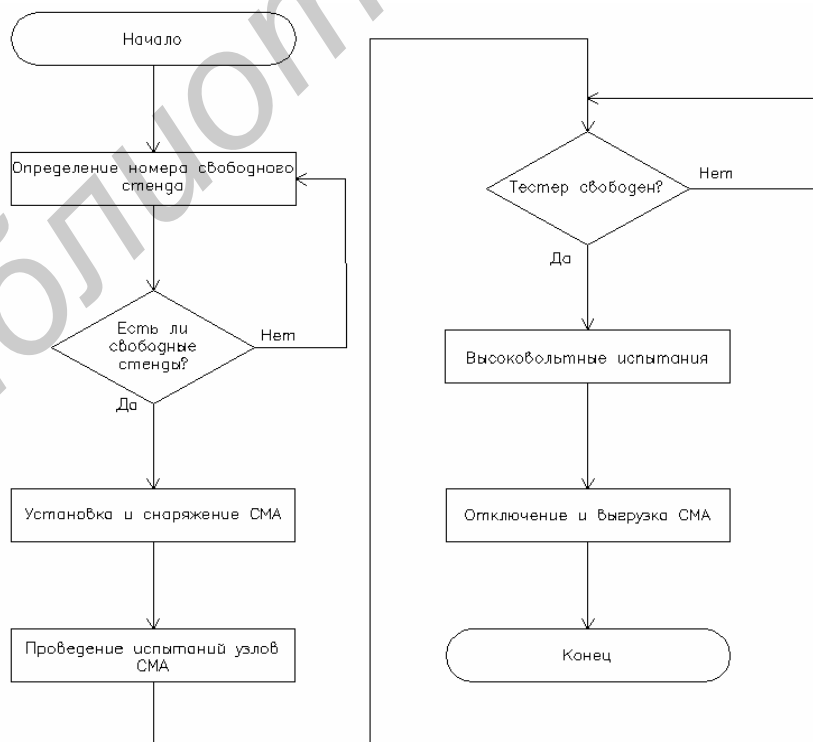 Начало
Определение номера свободного
стенда
Есть ли
свободные
стенды?
Нет
Да
Установка и снаряжение СМА
Проведение испытаний узлов
СМА
Тестер свободен?
Нет
Да
Высоковольтные испытания
Отключение и выгрузка СМА
Конец